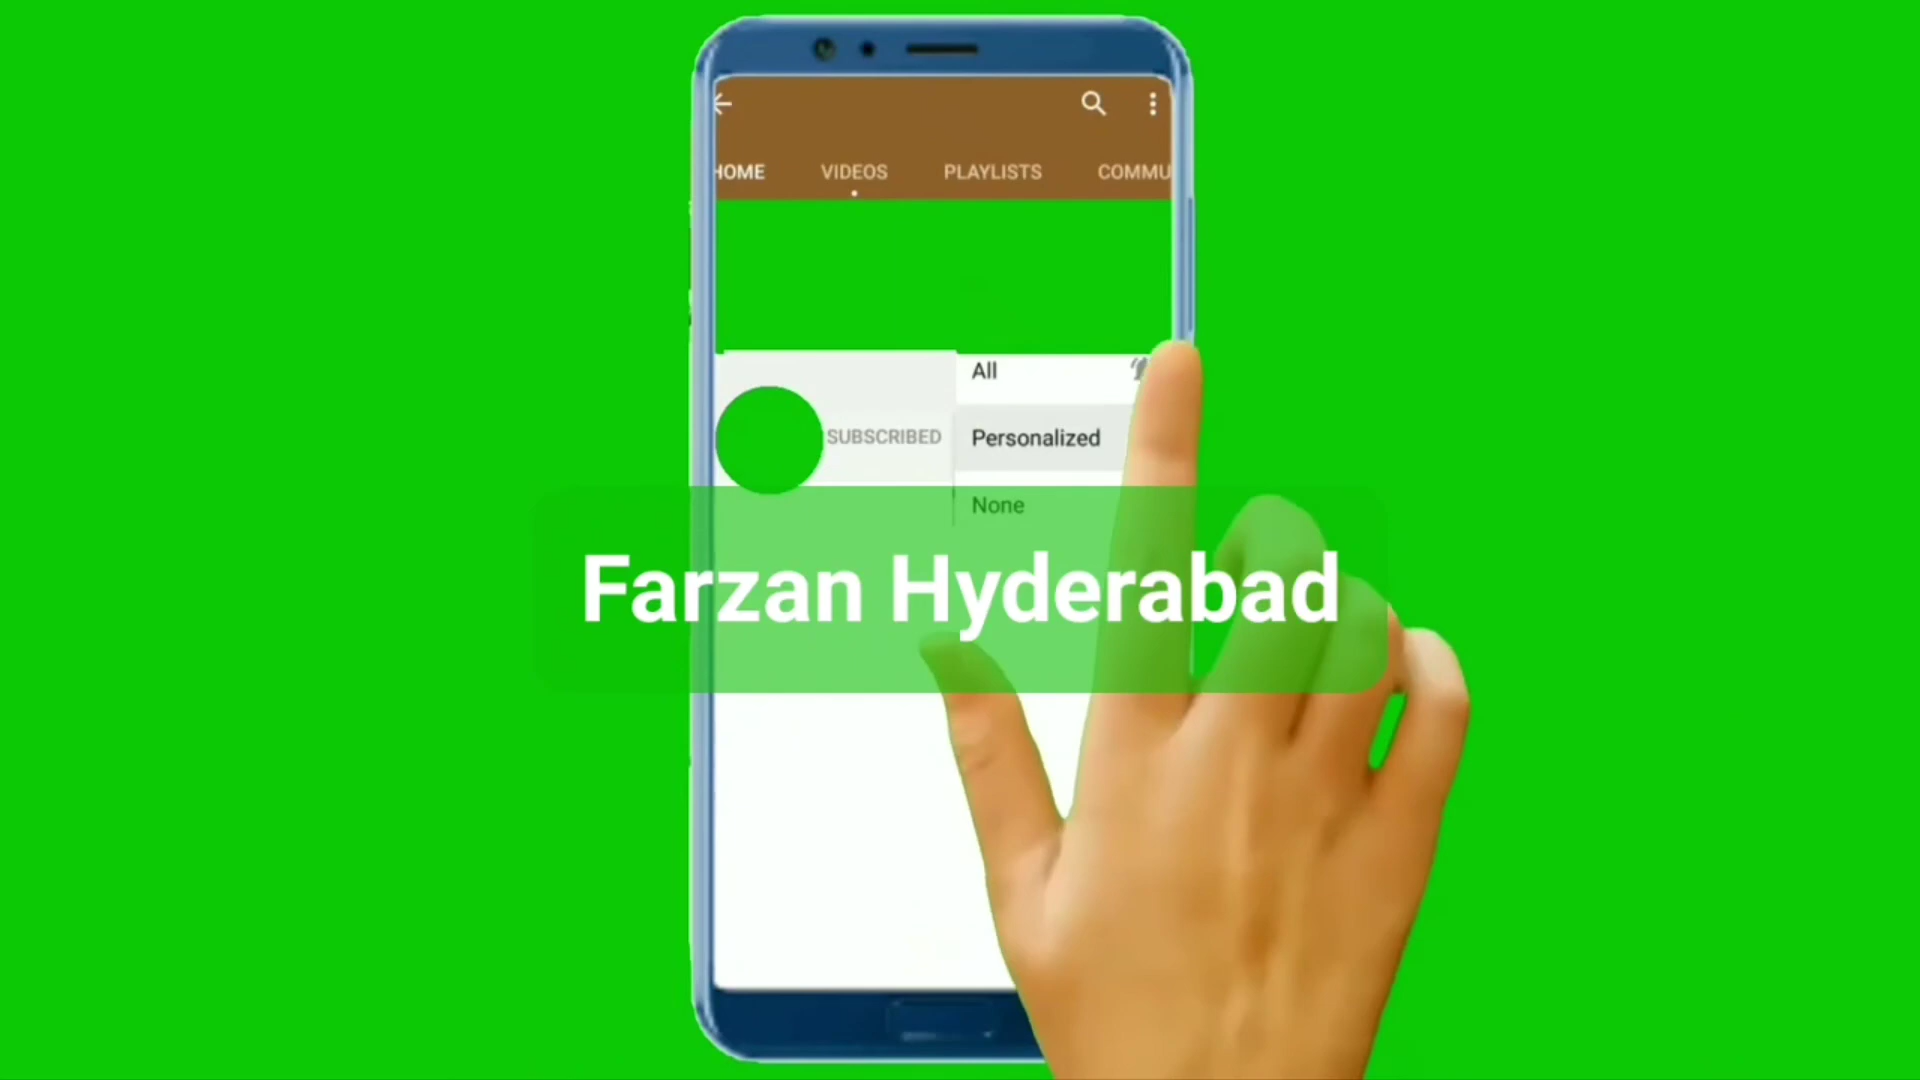 HOME VIDEOS PLAYLISTS COMMU
All
SUBSCRIBED Personalized
None
Farzan Hyderabad